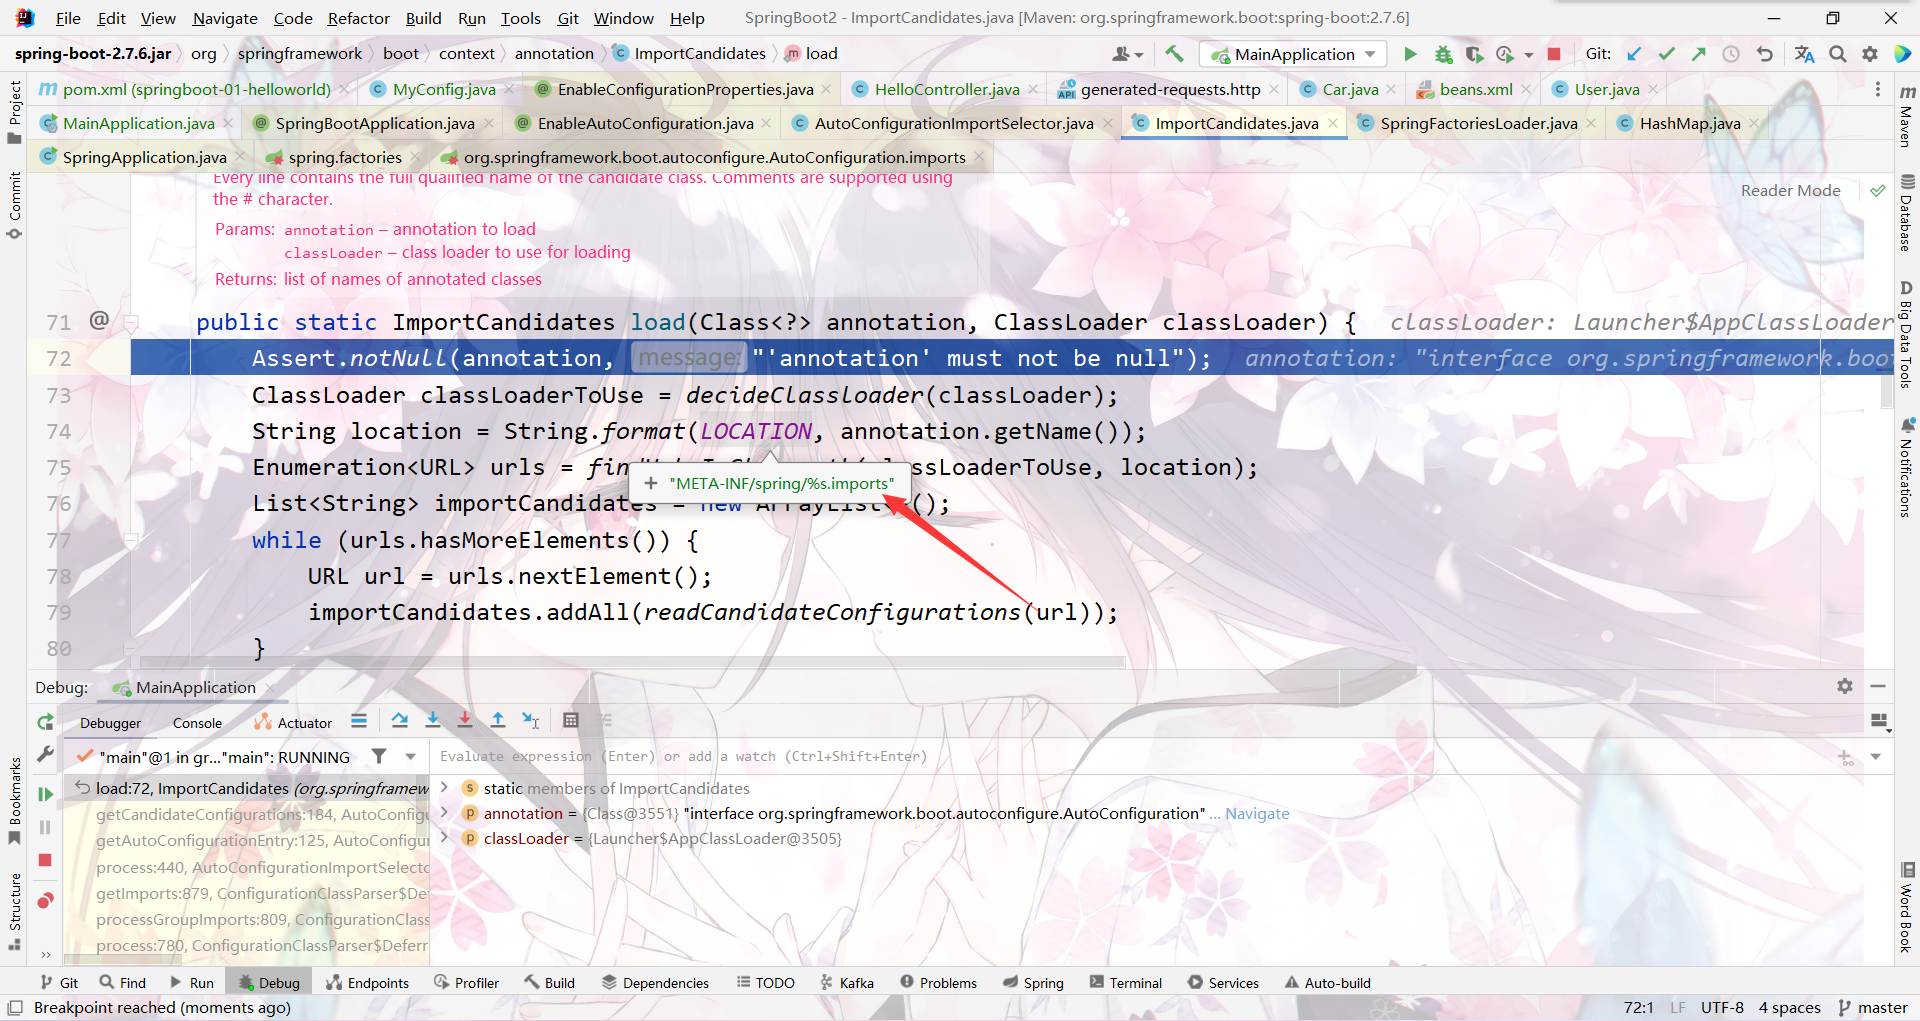 File Edit View Navigate Code Refactor Build Run Tools Git Window Help SpringBoot2 - ImportCandidates.java [Maven: org.springframework.boot:spring-boot:2.7.6]
spring-boot-2.7.6.jar org springframework boot context annotation ImportCandidates load MainApplication Git:
pom.xml (springboot-01-helloworld) MyConfig.java EnableConfigurationProperties.java HelloController.java generated-requests.http Car.java beans.xml User.java
MainApplication.java SpringBootApplication.java EnableAutoConfiguration.java AutoConfigurationImportSelector.java ImportCandidates.java SpringFactoriesLoader.java HashMap.java
SpringApplication.java spring.factories org.springframework.boot.autoconfigure.AutoConfiguration.imports
Project
Commit
Bookmarks
Structure
Every line contains the full qualified name of the candidate class. Comments are supported using
the # character.
Reader Mode
Params: annotation – annotation to load
classLoader – class loader to use for loading
Returns: list of names of annotated classes
71 @ public static ImportCandidates load(Class<?> annotation, ClassLoader classLoader) { classLoader: Launcher$AppClassLoader
72 Assert.notNull(annotation, message: "'annotation' must not be null"); annotation: "interface org.springframework.boo
73 ClassLoader classLoaderToUse = decideClassloader(classLoader);
74 String location = String.format(LOCATION, annotation.getName());
75 Enumeration<URL> urls = (classLoaderToUse, location);
"META-INF/spring/%s.imports"
76 List<String> importCandidates = new ArrayList ();
77 while (urls.hasMoreElements()) {
78 URL url = urls.nextElement();
79 importCandidates.addAll(readCandidateConfigurations(url));
80 }
Maven
Database
Big Data Tools
Notifications
Word Book
Debug: MainApplication
Debugger Console Actuator
"main"@1 in gr..."main": RUNNING
Evaluate expression (Enter) or add a watch (Ctrl+Shift+Enter)
load:72, ImportCandidates (org.springframew
getCandidateConfigurations:184, AutoConfigu
getAutoConfigurationEntry:125, AutoConfigur
process:440, AutoConfigurationImportSelecto
getImports:879, ConfigurationClassParser$De
processGroupImports:809, ConfigurationClass
process:780, ConfigurationClassParser$Deferr
static members of ImportCandidates
annotation = {Class@3551} "interface org.springframework.boot.autoconfigure.AutoConfiguration" ... Navigate
classLoader = {Launcher$AppClassLoader@3505}
Git Find Run Debug Endpoints Profiler Build Dependencies TODO Kafka Problems Spring Terminal Services Auto-build
Breakpoint reached (moments ago) 72:1 LF UTF-8 4 spaces master